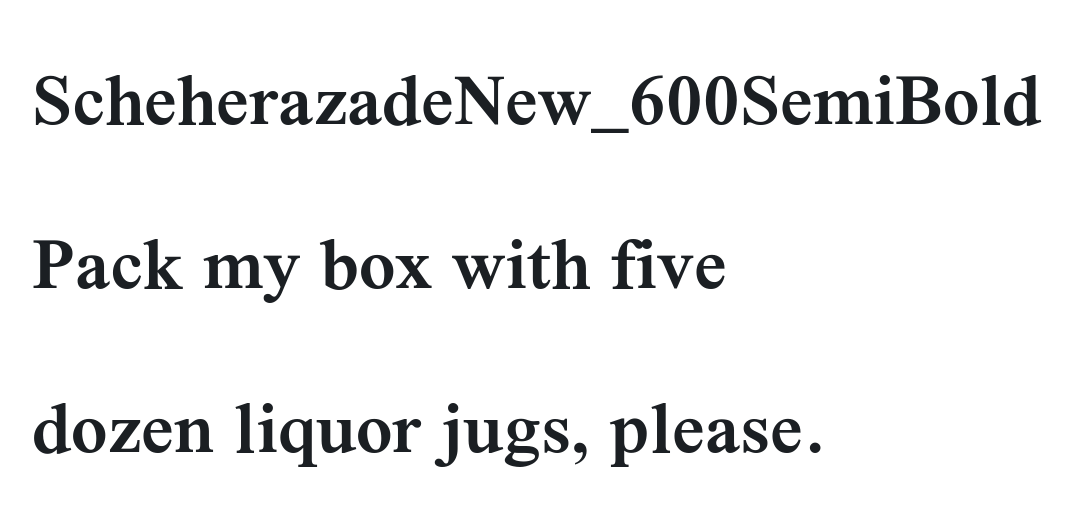 ScheherazadeNew_600SemiBold
Pack my box with five
dozen liquor jugs, please.